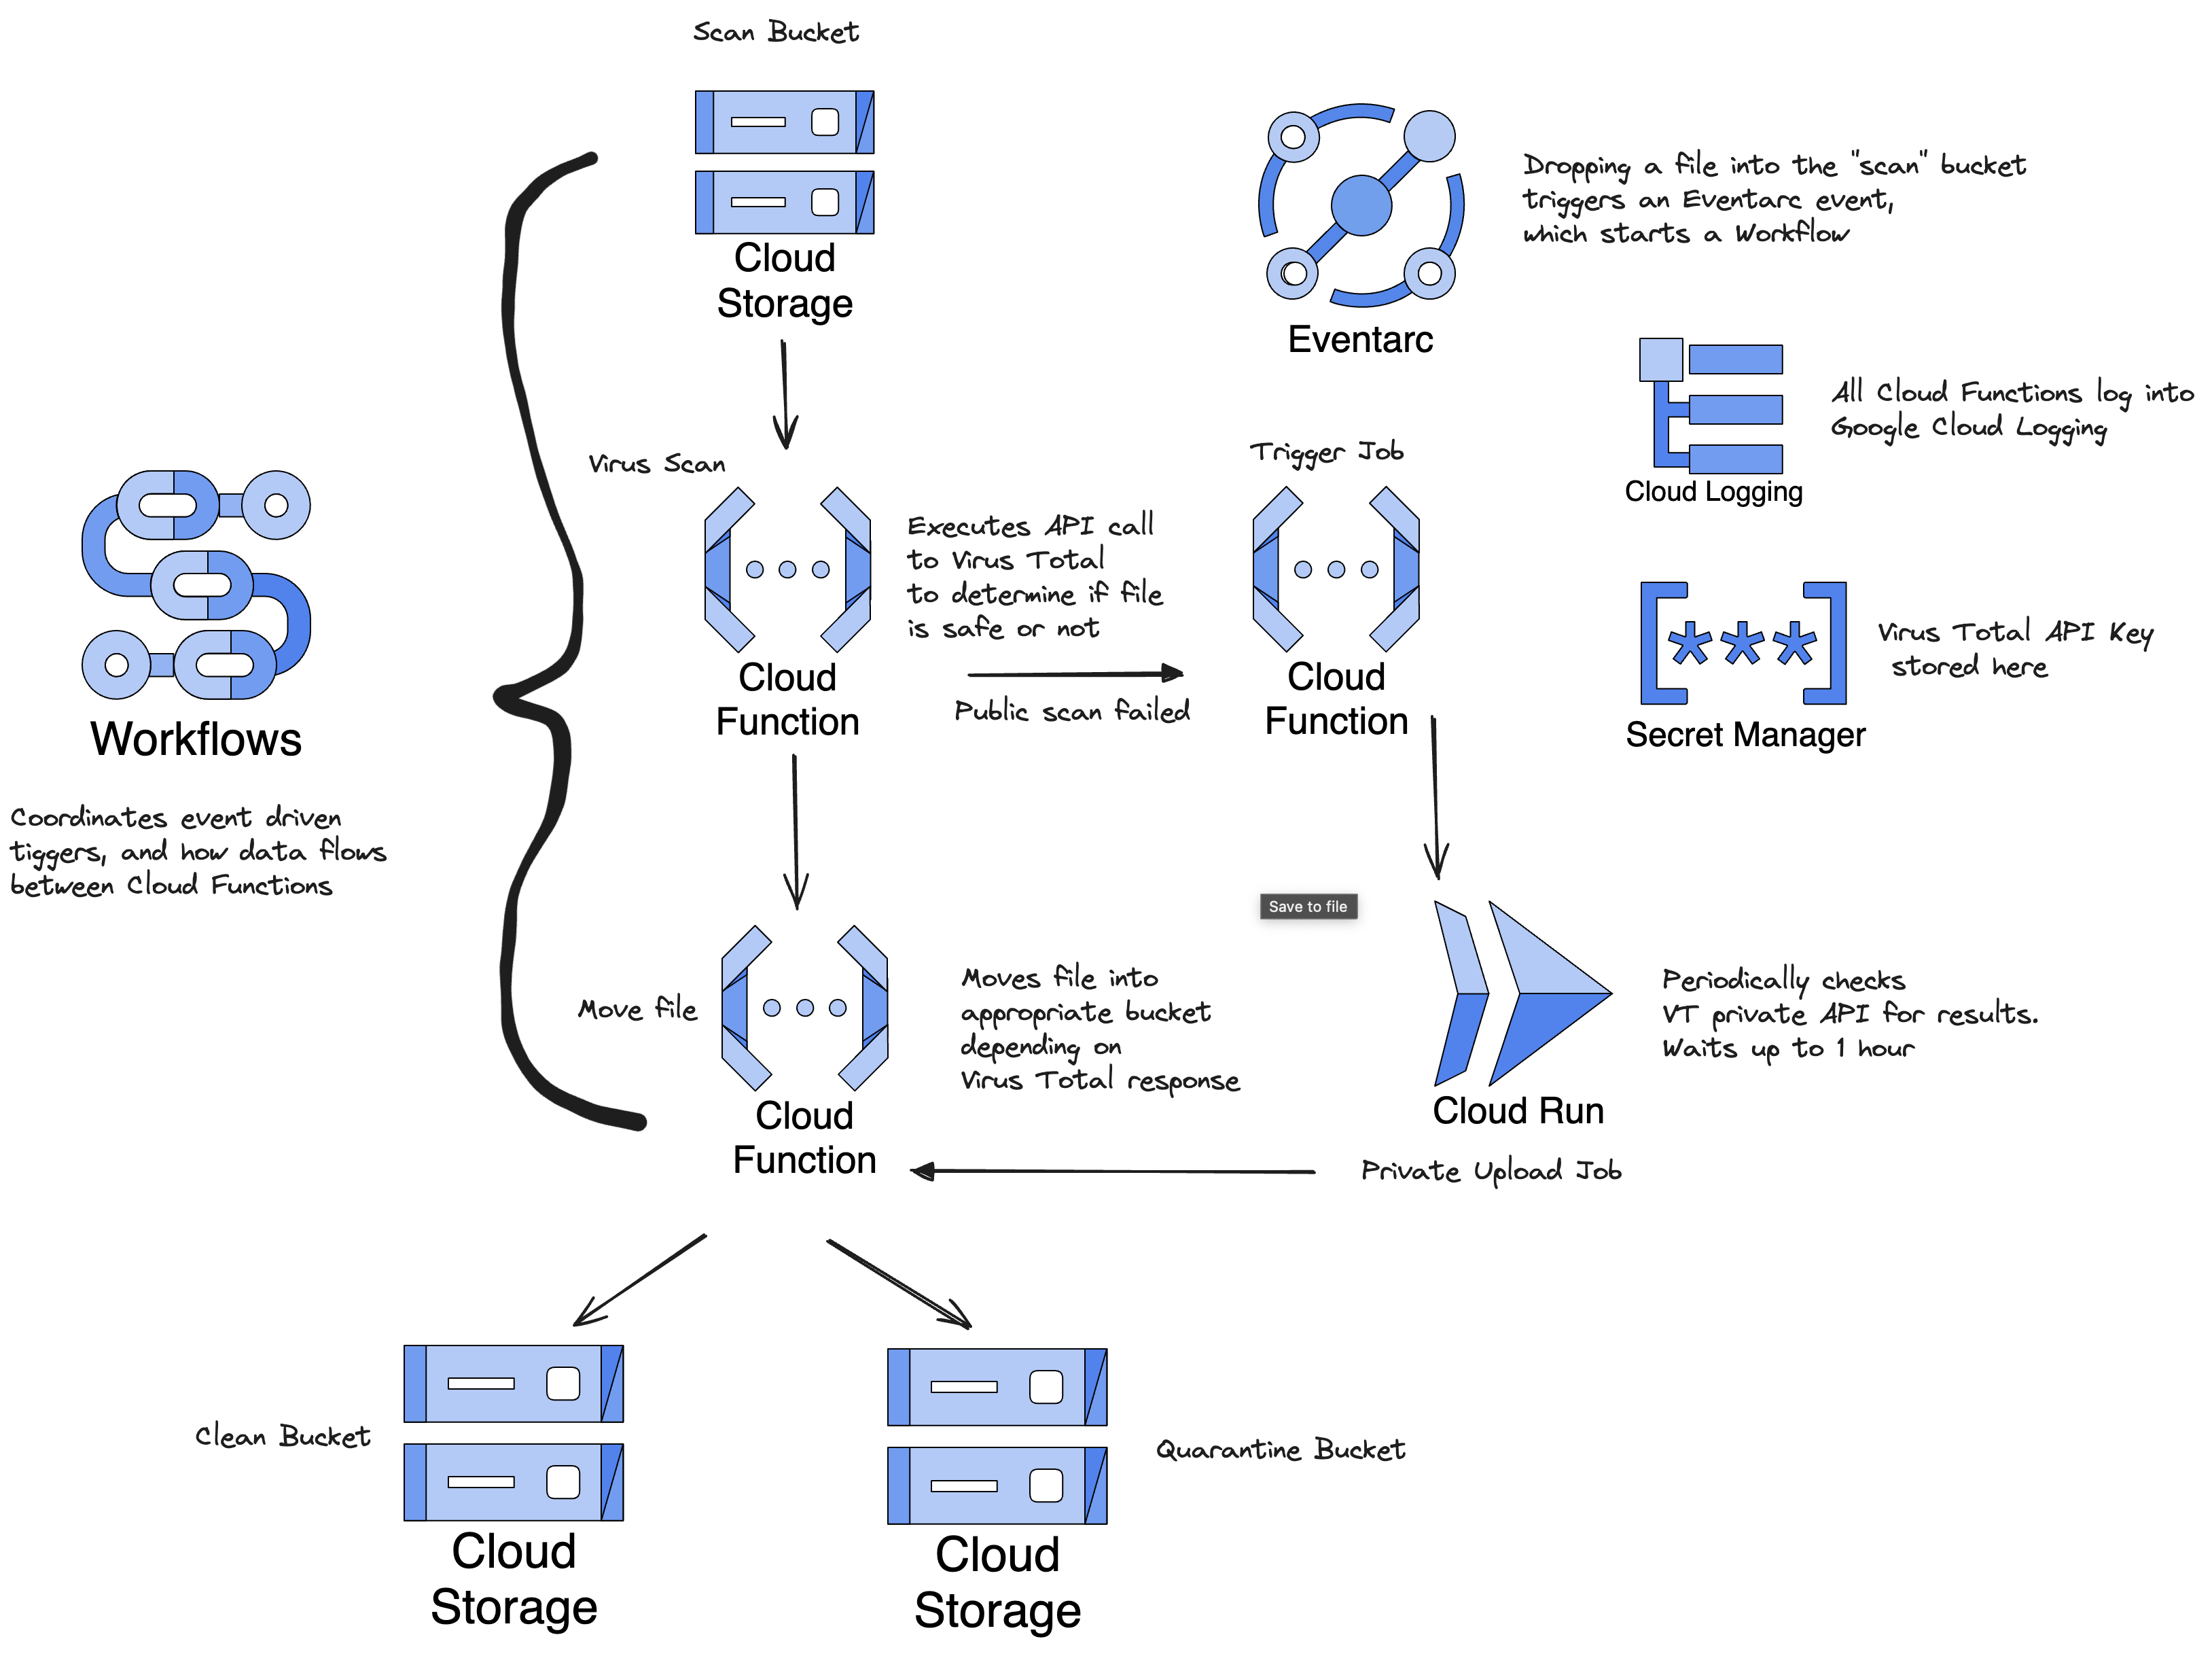 Scan Bucket
Cloud
Storage
Dropping a file into the "scan" bucket
triggers an Eventarc event,
which starts a Workflow
Eventarc
All Cloud Functions log into
Google Cloud Logging
Cloud Logging
Virus Scan
Executes API call
to Virus Total
to determine if file
is safe or not
Cloud
Function
Public scan failed
Trigger Job
Cloud
Function
Virus Total API Key
stored here
Secret Manager
Workflows
Coordinates event driven
tiggers, and how data flows
between Cloud Functions
Save to file
Move file
Moves file into
appropriate bucket
depending on
Virus Total response
Cloud
Function
Periodically checks
VT private API for results.
Waits up to 1 hour
Cloud Run
Private Upload Job
Clean Bucket
Cloud
Storage
Quarantine Bucket
Cloud
Storage